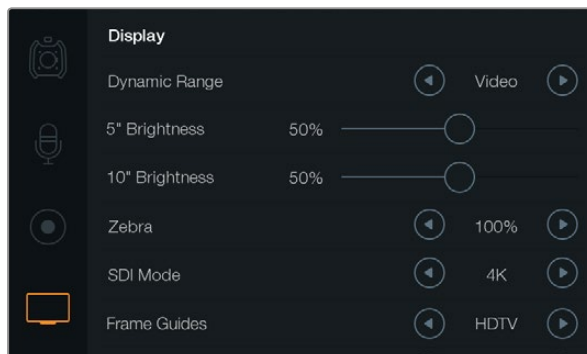 Display
Dynamic Range Video
5" Brightness 50%
10" Brightness 50%
Zebra 100%
SDI Mode 4K
Frame Guides HDTV